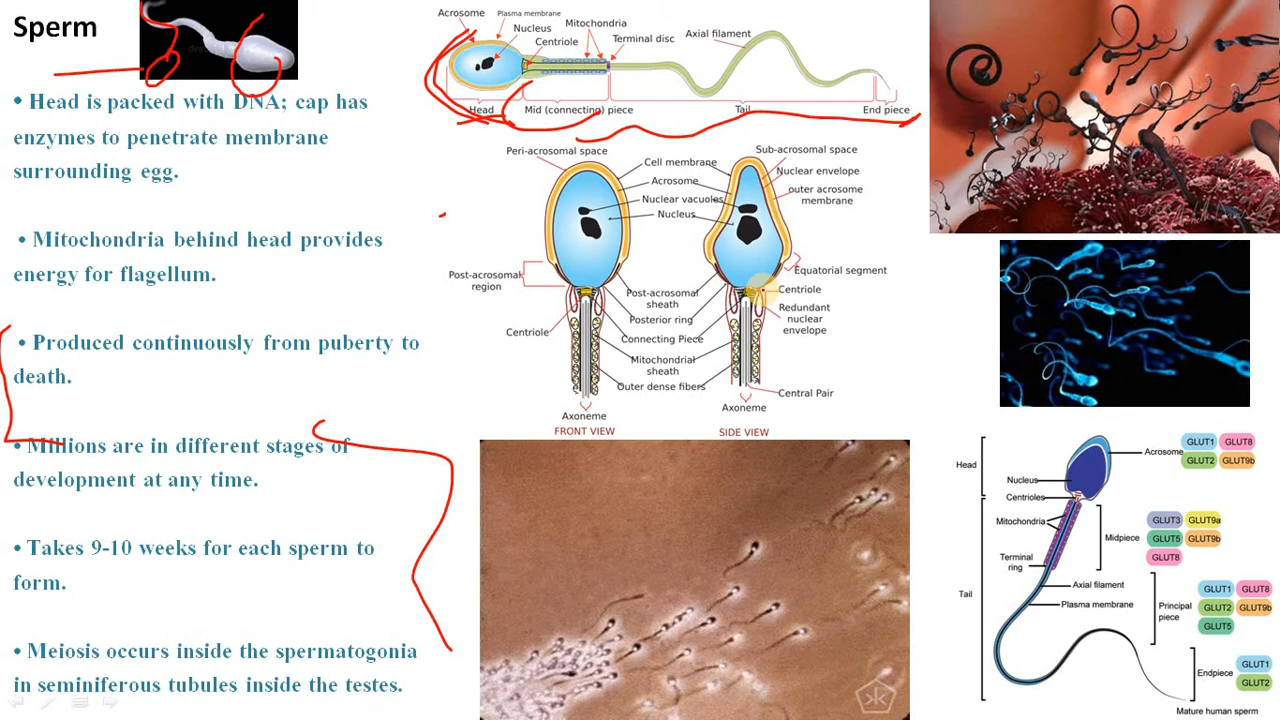 Sperm
• Head is packed with DNA; cap has
enzymes to penetrate membrane
surrounding egg.
• Mitochondria behind head provides
energy for flagellum.
• Produced continuously from puberty to
death.
• Millions are in different stages of
development at any time.
• Takes 9-10 weeks for each sperm to
form.
• Meiosis occurs inside the spermatogonia
in seminiferous tubules inside the testes.
Acrosome
Plasma membrane
Nucleus
Centriole
Mitochondria
Terminal disc
Axial filament
Head
Mid (connecting) piece
Tail
End piece
Peri-acrosomal space
Cell membrane
Acrosome
Nuclear vacuoles
Nucleus
Sub-acrosomal space
Nuclear envelope
outer acrosome
membrane
Equatorial segment
Post-acrosomal
region
Post-acrosomal
sheath
Centriole
Posterior ring
Redundant
nuclear
envelope
Centriole
Connecting Piece
Mitochondrial
sheath
Outer dense fibers
Central Pair
Axoneme
FRONT VIEW
Axoneme
SIDE VIEW
Head
Acrosome
GLUT1 GLUT8
GLUT2 GLUT9b
Nucleus
Centrioles
Mitochondria
Midpiece
GLUT3 GLUT9a
GLUT5 GLUT9b
GLUT8
Terminal
ring
Axial filament
Tail
Plasma membrane
Principal
piece
GLUT1 GLUT8
GLUT2 GLUT9b
GLUT5
Endpiece
GLUT1
GLUT2
Mature human sperm